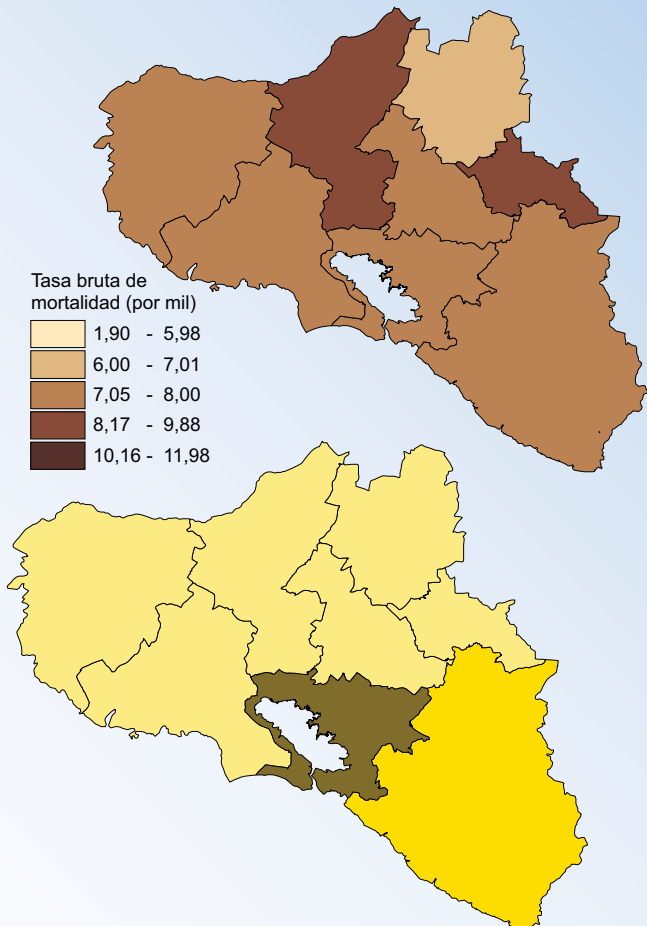 Tasa bruta de
mortalidad (por mil)
1,90 - 5,98
6,00 - 7,01
7,05 - 8,00
8,17 - 9,88
10,16 - 11,98